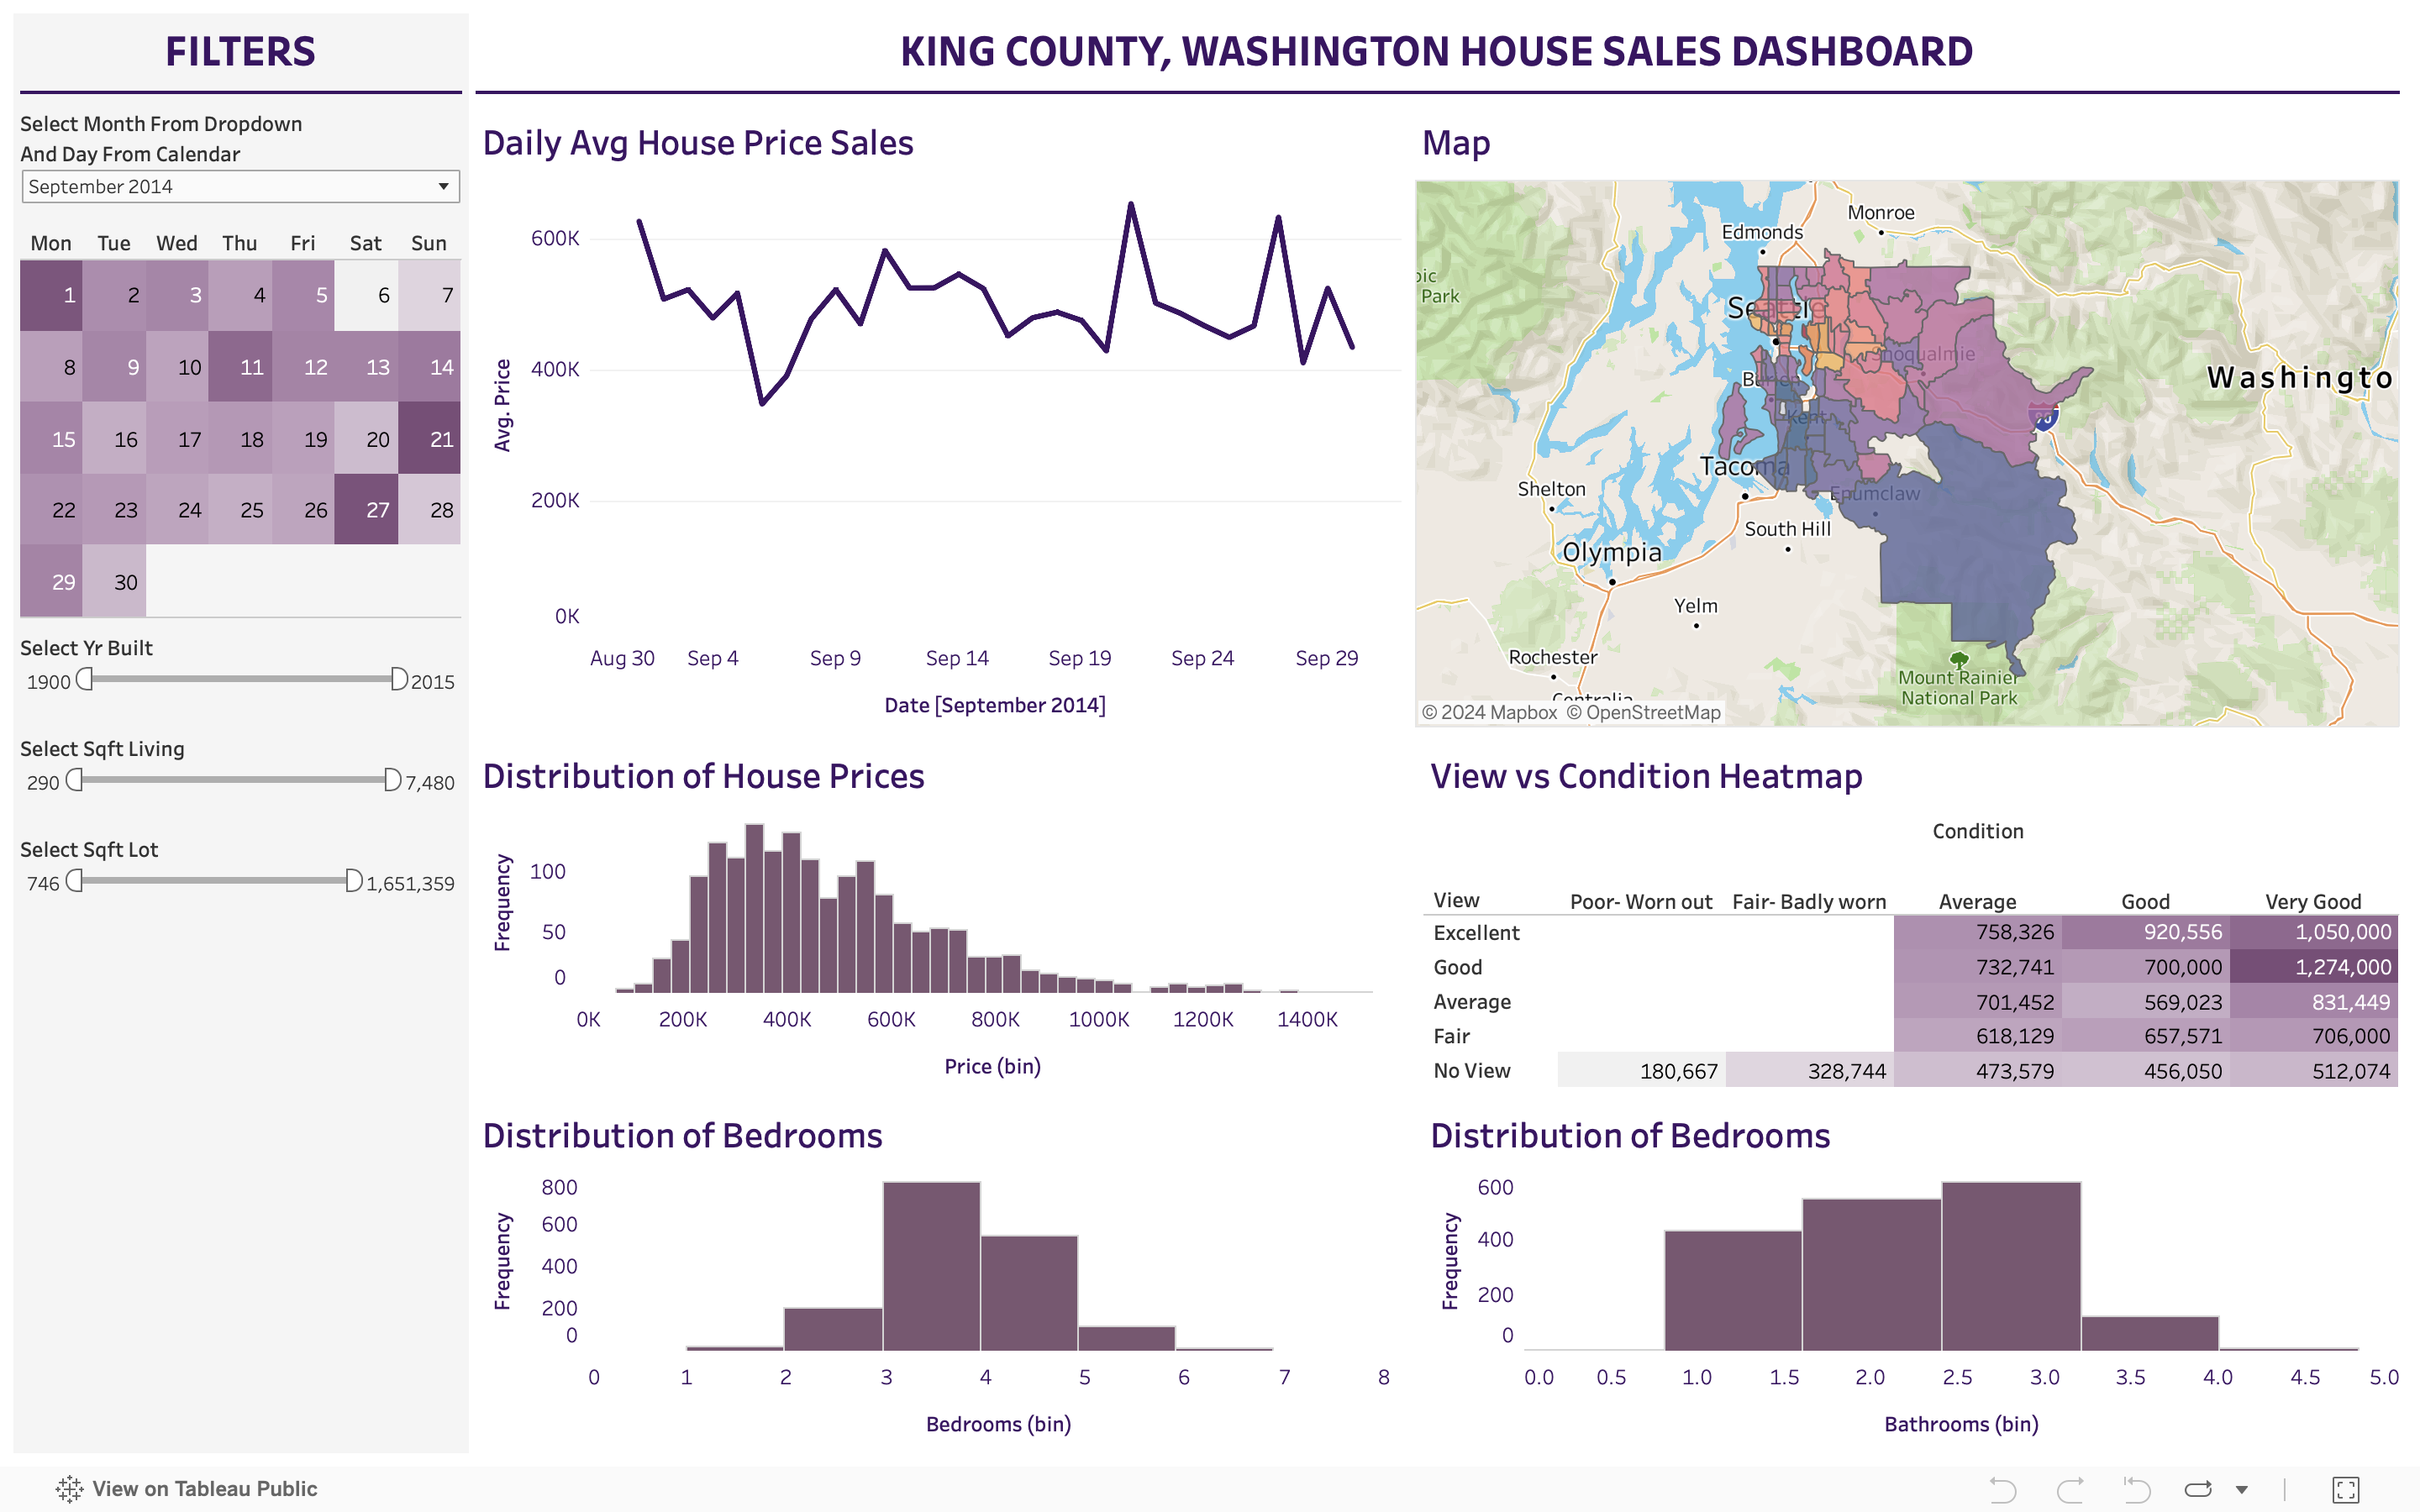 FILTERS
KING COUNTY, WASHINGTON HOUSE SALES DASHBOARD
Select Month From Dropdown
And Day From Calendar
September 2014
Mon Tue Wed Thu Fri Sat Sun
1 2 3 4 5 6 7
8 9 10 11 12 13 14
15 16 17 18 19 20 21
22 23 24 25 26 27 28
29 30
Select Yr Built
1900 2015
Select Sqft Living
290 7,480
Select Sqft Lot
746 1,651,359
Daily Avg House Price Sales
Avg. Price
600K
400K
200K
0K
Aug 30 Sep 4 Sep 9 Sep 14 Sep 19 Sep 24 Sep 29
Date [September 2014]
Map
Monroe
Edmonds
Park
Seattle
Snoqualmie
Washingto
Burien
Kent
90
Tacoma
Shelton
Enumclaw
South Hill
Olympia
Yelm
Rochester
Mount Rainier
National Park
Centralia
© 2024 Mapbox © OpenStreetMap
Distribution of House Prices
Frequency
100
50
0
0K 200K 400K 600K 800K 1000K 1200K 1400K
Price (bin)
View vs Condition Heatmap
Condition
View Poor- Worn out Fair- Badly worn Average Good Very Good
Excellent 758,326 920,556 1,050,000
Good 732,741 700,000 1,274,000
Average 701,452 569,023 831,449
Fair 618,129 657,571 706,000
No View 180,667 328,744 473,579 456,050 512,074
Distribution of Bedrooms
Frequency
800
600
400
200
0
0 1 2 3 4 5 6 7 8
Bedrooms (bin)
Distribution of Bedrooms
Frequency
600
400
200
0
0.0 0.5 1.0 1.5 2.0 2.5 3.0 3.5 4.0 4.5 5.0
Bathrooms (bin)
View on Tableau Public